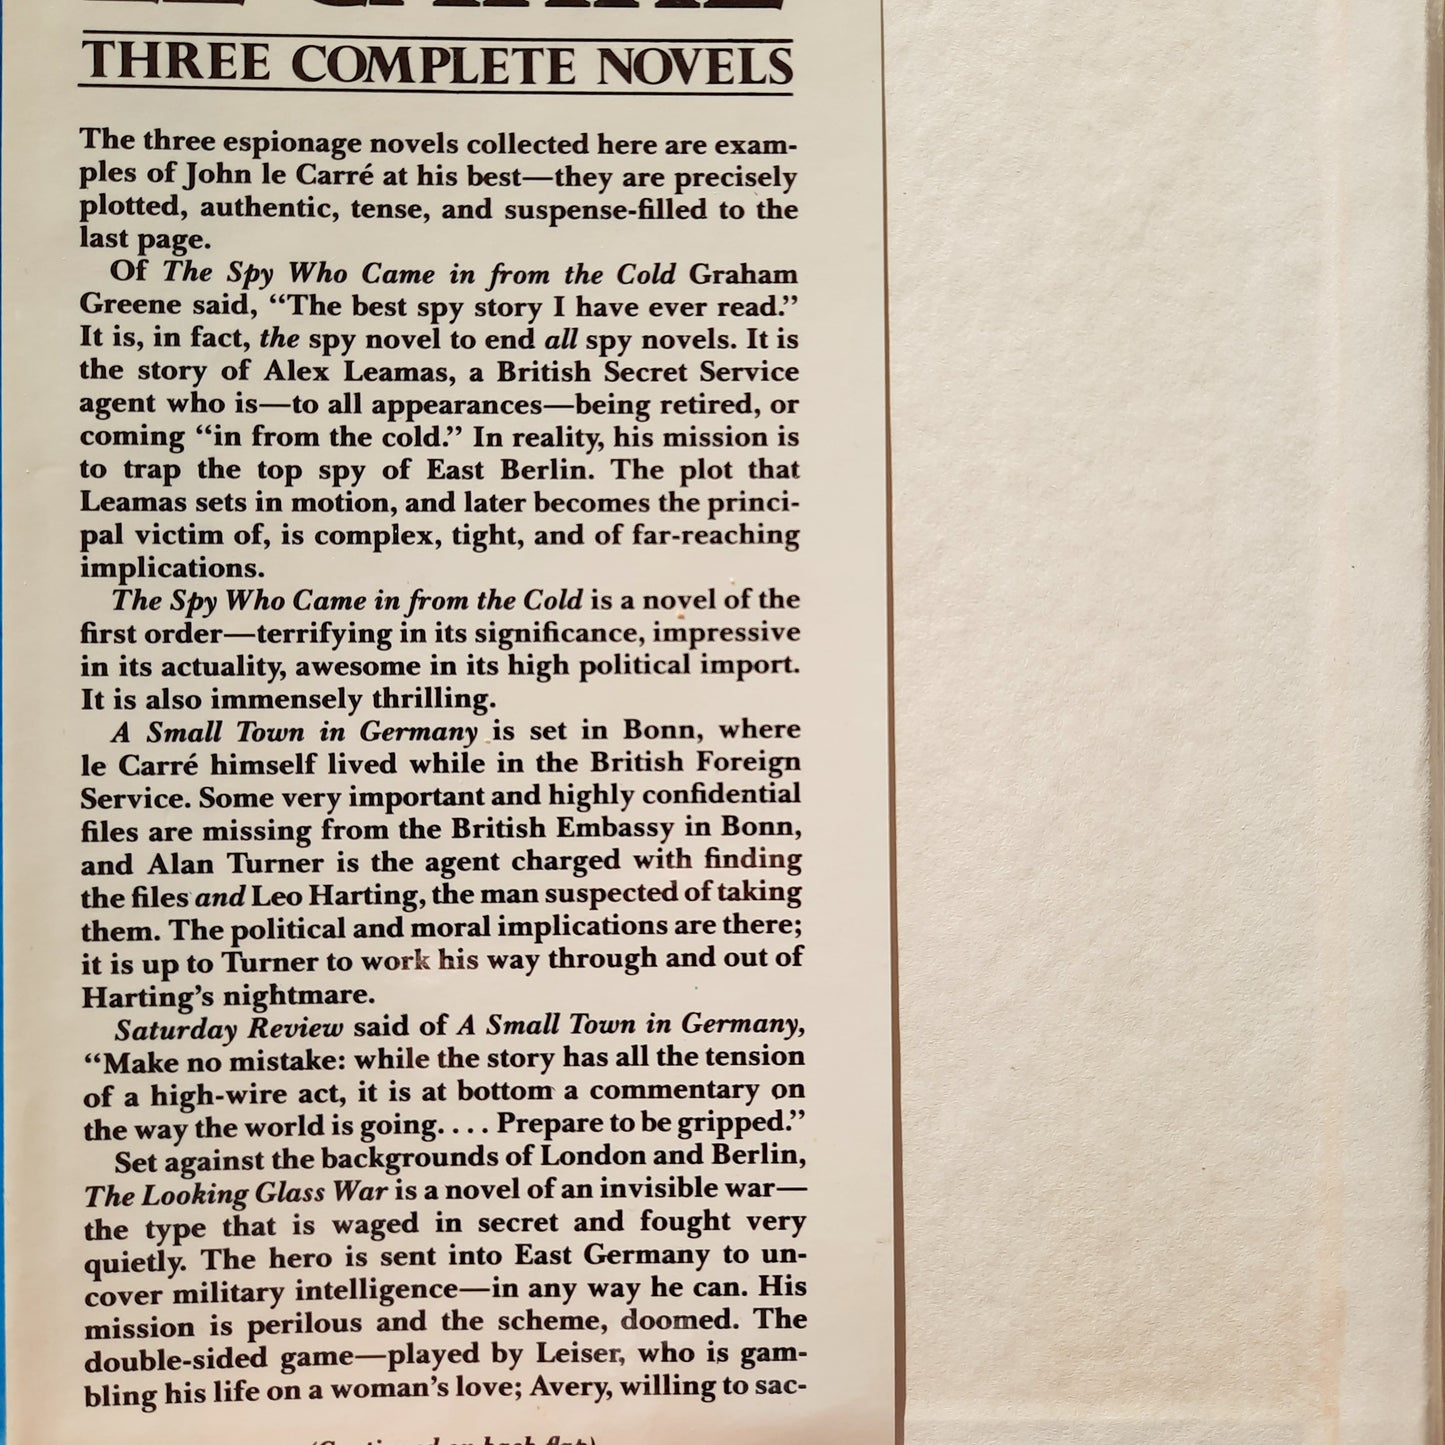 LE CARRÉ
THREE COMPLETE NOVELS
The three espionage novels collected here are exam-
ples of John le Carré at his best—they are precisely
plotted, authentic, tense, and suspense-filled to the
last page.
Of The Spy Who Came in from the Cold Graham
Greene said, “The best spy story I have ever read.”
It is, in fact, the spy novel to end all spy novels. It is
the story of Alex Leamas, a British Secret Service
agent who is—to all appearances—being retired, or
coming “in from the cold.” In reality, his mission is
to trap the top spy of East Berlin. The plot that
Leamas sets in motion, and later becomes the princi-
pal victim of, is complex, tight, and of far-reaching
implications.
The Spy Who Came in from the Cold is a novel of the
first order—terrifying in its significance, impressive
in its actuality, awesome in its high political import.
It is also immensely thrilling.
A Small Town in Germany is set in Bonn, where
le Carré himself lived while in the British Foreign
Service. Some very important and highly confidential
files are missing from the British Embassy in Bonn,
and Alan Turner is the agent charged with finding
the files and Leo Harting, the man suspected of taking
them. The political and moral implications are there;
it is up to Turner to work his way through and out of
Harting’s nightmare.
Saturday Review said of A Small Town in Germany,
“Make no mistake: while the story has all the tension
of a high-wire act, it is at bottom a commentary on
the way the world is going. . . . Prepare to be gripped.”
Set against the backgrounds of London and Berlin,
The Looking Glass War is a novel of an invisible war—
the type that is waged in secret and fought very
quietly. The hero is sent into East Germany to un-
cover military intelligence—in any way he can. His
mission is perilous and the scheme, doomed. The
double-sided game—played by Leiser, who is gam-
bling his life on a woman’s love; Avery, willing to sac-
(Continued on back flap)